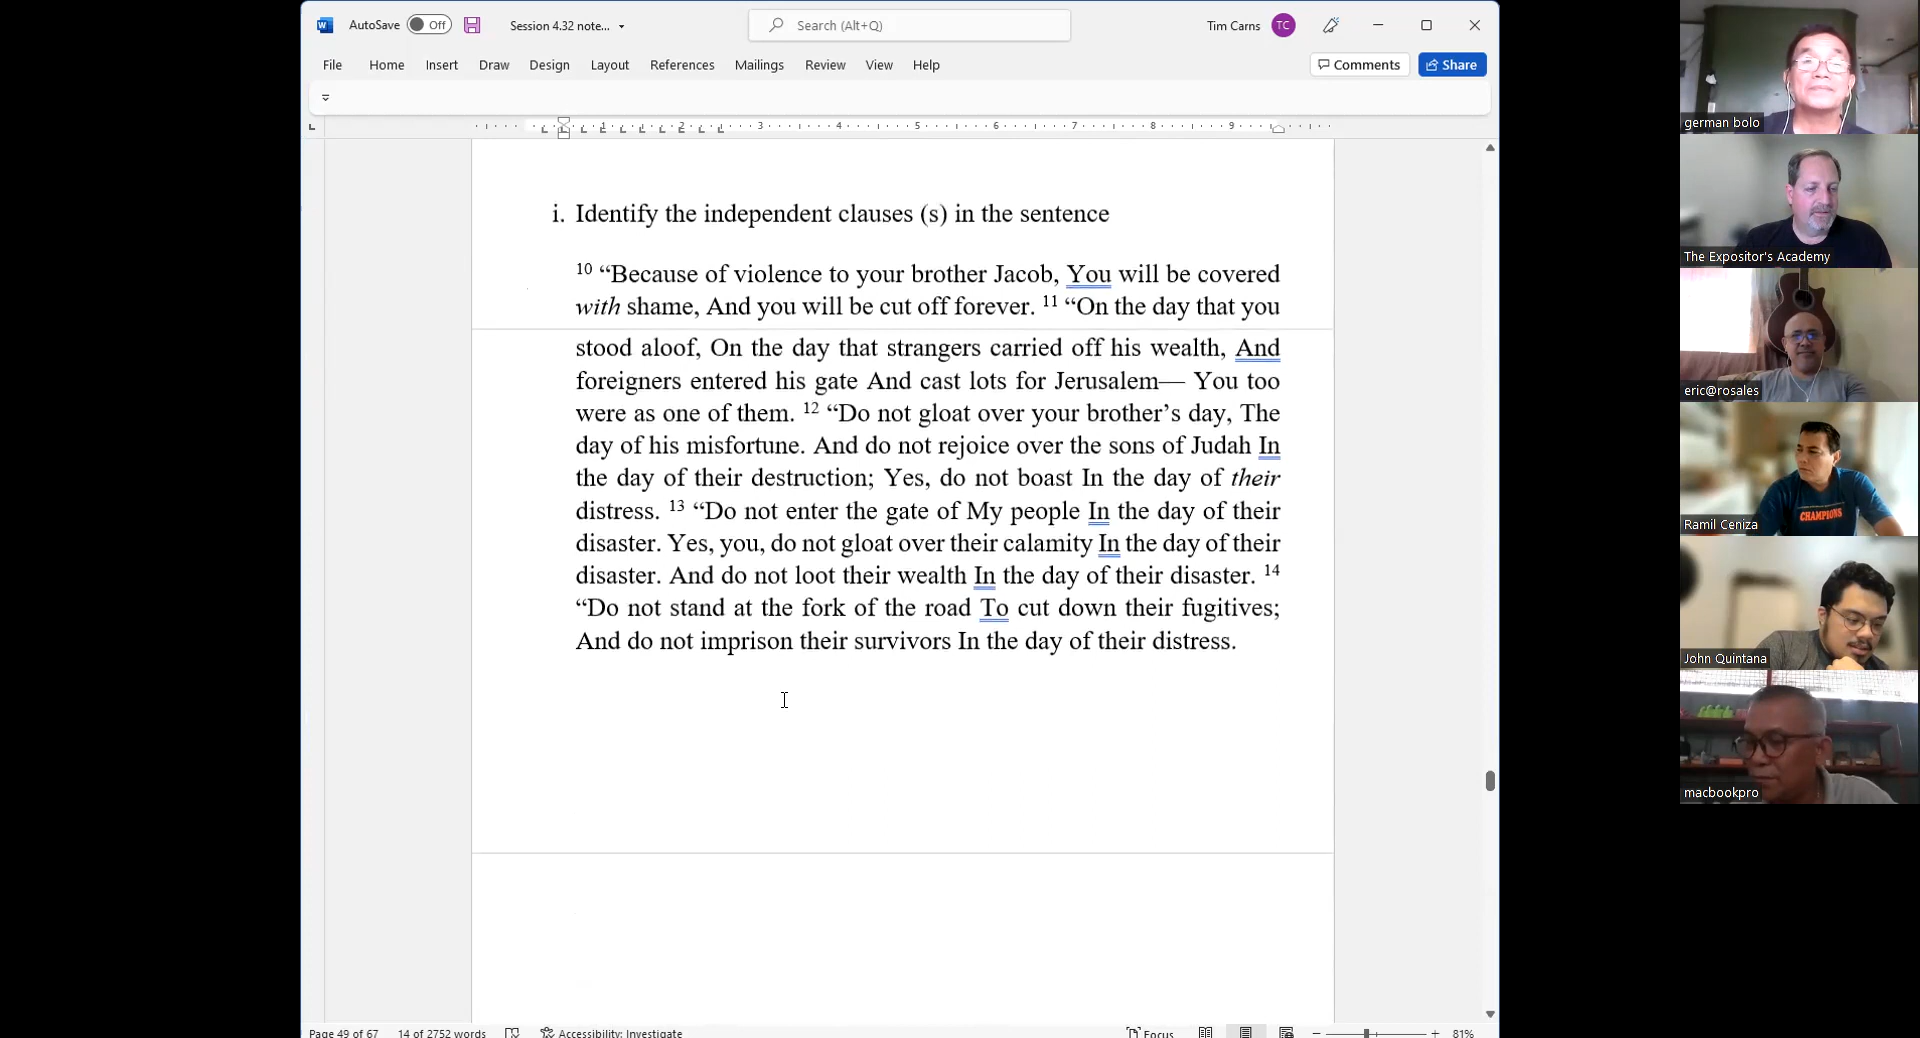 AutoSave Off Session 4.32 note... Search (Alt+Q) Tim Carns TC
File Home Insert Draw Design Layout References Mailings Review View Help Comments Share
1 2 3 4 5 6 7 8 9
i. Identify the independent clauses (s) in the sentence
10 “Because of violence to your brother Jacob, You will be covered
with shame, And you will be cut off forever. 11 “On the day that you
stood aloof, On the day that strangers carried off his wealth, And
foreigners entered his gate And cast lots for Jerusalem— You too
were as one of them. 12 “Do not gloat over your brother’s day, The
day of his misfortune. And do not rejoice over the sons of Judah In
the day of their destruction; Yes, do not boast In the day of their
distress. 13 “Do not enter the gate of My people In the day of their
disaster. Yes, you, do not gloat over their calamity In the day of their
disaster. And do not loot their wealth In the day of their disaster. 14
“Do not stand at the fork of the road To cut down their fugitives;
And do not imprison their survivors In the day of their distress.
Page 49 of 67 14 of 2752 words Accessibility: Investigate Focus 81%
german bolo
The Expositor's Academy
eric@rosales
CHAMPIONS
Ramil Ceniza
John Quintana
macbookpro